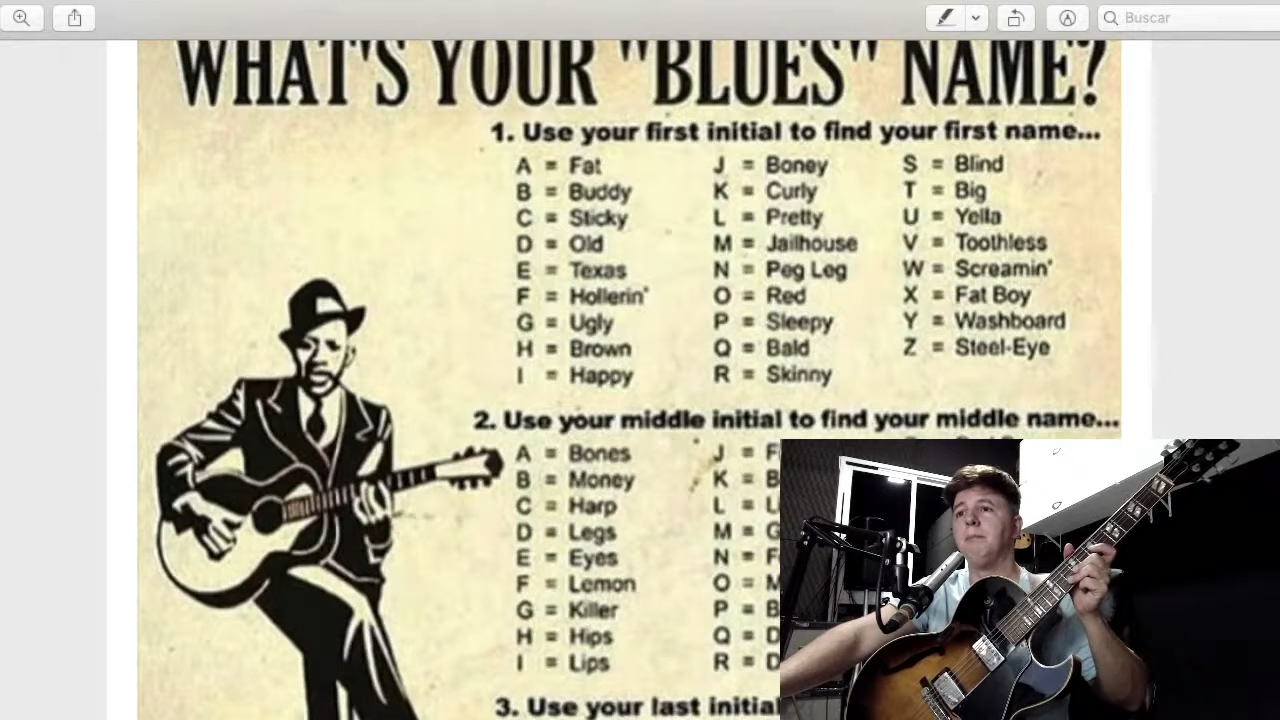 Buscar
WHAT'S YOUR "BLUES" NAME?
1. Use your first initial to find your first name...
A = Fat J = Boney S = Blind
B = Buddy K = Curly T = Big
C = Sticky L = Pretty U = Yella
D = Old M = Jailhouse V = Toothless
E = Texas N = Peg Leg W = Screamin'
F = Hollerin' O = Red X = Fat Boy
G = Ugly P = Sleepy Y = Washboard
H = Brown Q = Bald Z = Steel-Eye
I = Happy R = Skinny
2. Use your middle initial to find your middle name...
A = Bones J = F
B = Money K = B
C = Harp L = L
D = Legs M = G
E = Eyes N = F
F = Lemon O = M
G = Killer P = B
H = Hips Q = D
I = Lips R = D
3. Use your last initial